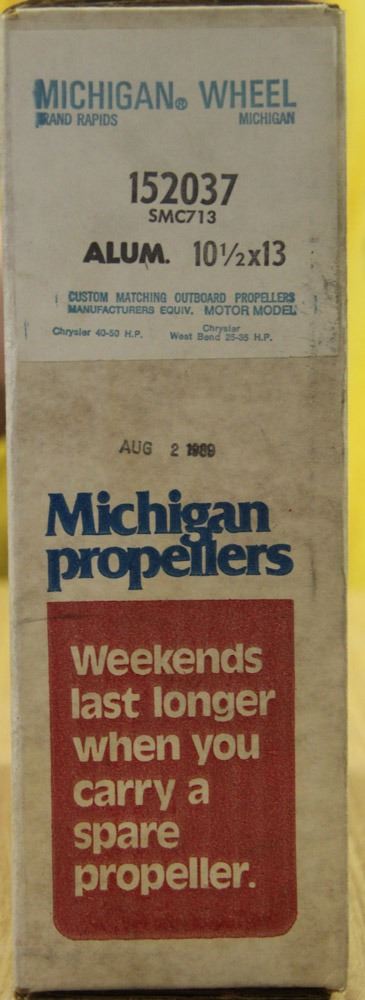 MICHIGAN® WHEEL
GRAND RAPIDS MICHIGAN
152037
SMC713
ALUM. 10½x13
CUSTOM MATCHING OUTBOARD PROPELLERS
MANUFACTURERS EQUIV. MOTOR MODEL
Chrysler 40-50 H.P. Chrysler
West Bend 25-35 H.P.
AUG 2 1989
Michigan
propellers
Weekends
last longer
when you
carry a
spare
propeller.